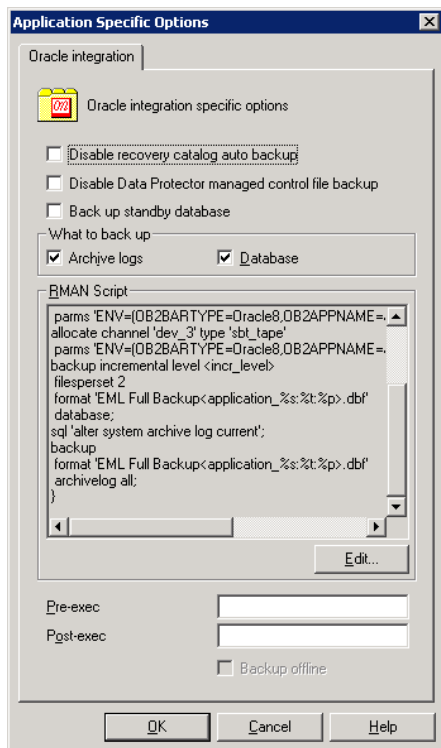 Application Specific Options
Oracle integration
Oracle integration specific options
Disable recovery catalog auto backup
Disable Data Protector managed control file backup
Back up standby database
What to back up
Archive logs
Database
RMAN Script
parms 'ENV=(OB2BARTYPE=Oracle8,OB2APPNAME=
allocate channel 'dev_3' type 'sbt_tape'
parms 'ENV=(OB2BARTYPE=Oracle8,OB2APPNAME=
backup incremental level <incr_level>
filesperset 2
format 'EML Full Backup<application_%s:%t:%p>.dbf'
database;
sql 'alter system archive log current';
backup
format 'EML Full Backup<application_%s:%t:%p>.dbf'
archivelog all;
}
Edit...
Pre-exec
Post-exec
Backup offline
OK Cancel Help